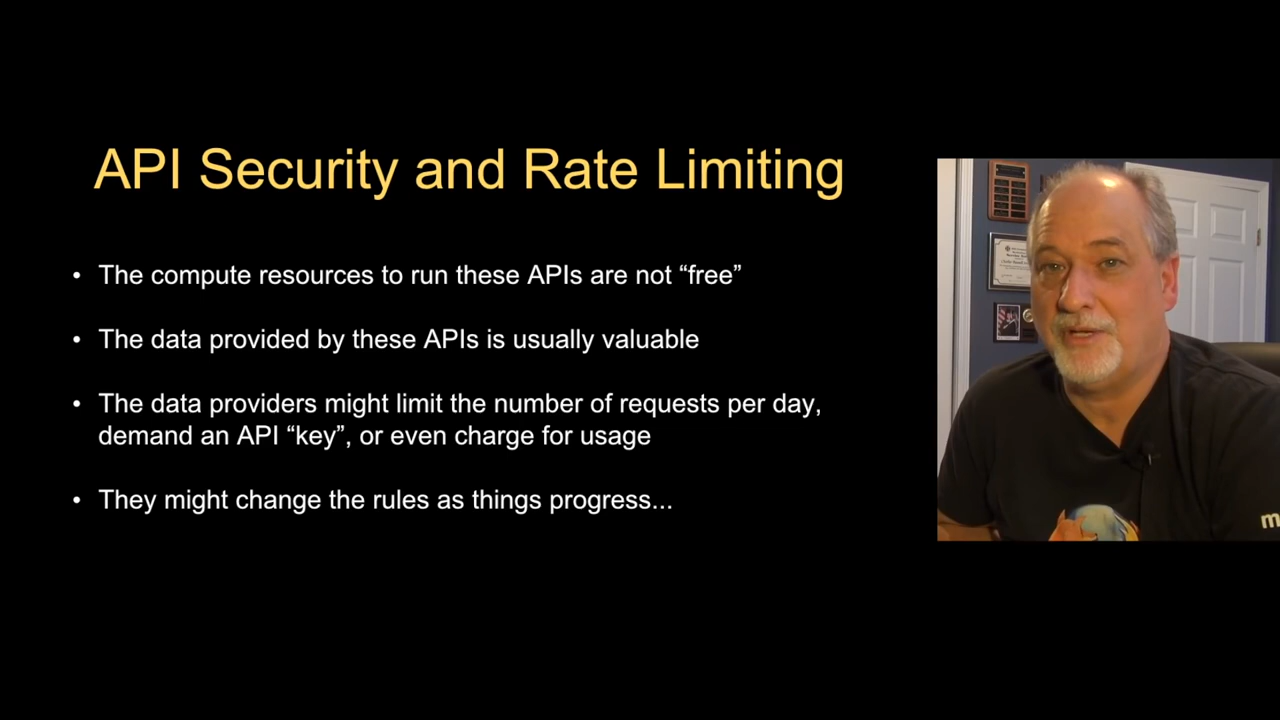 API Security and Rate Limiting
• The compute resources to run these APIs are not “free”
• The data provided by these APIs is usually valuable
• The data providers might limit the number of requests per day,
demand an API “key”, or even charge for usage
• They might change the rules as things progress...
m